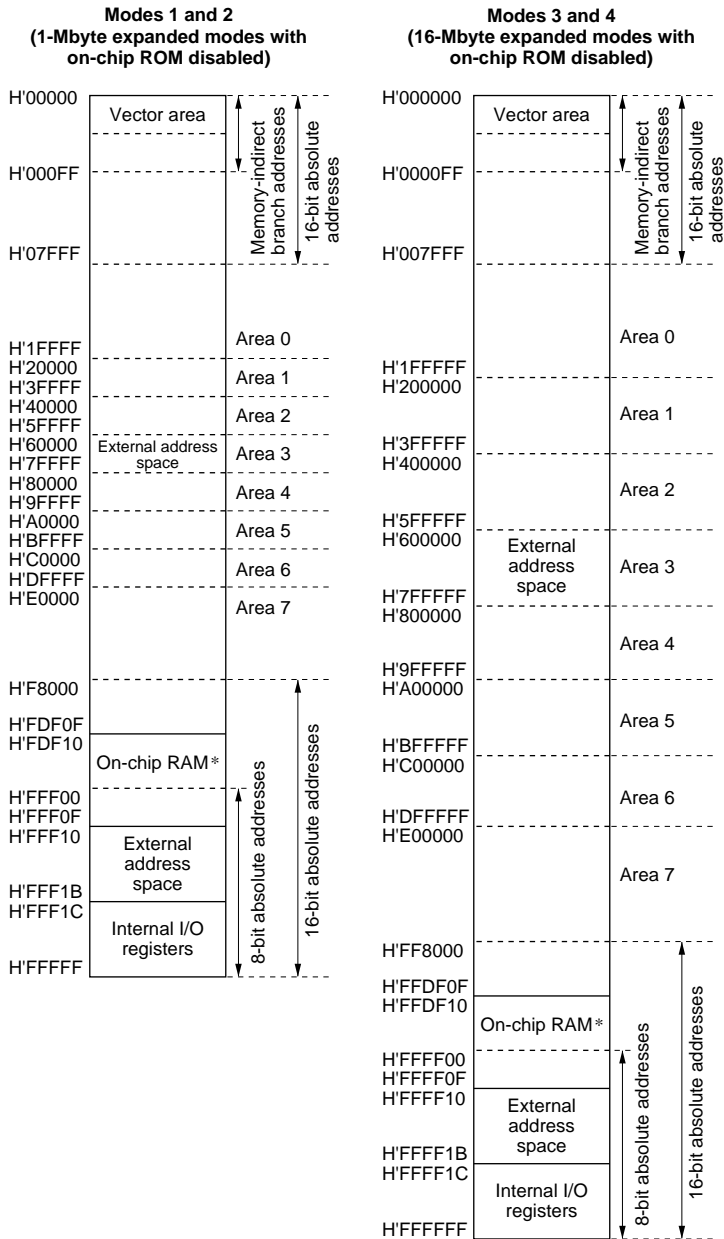 Modes 1 and 2
(1-Mbyte expanded modes with
on-chip ROM disabled)
H'00000
Vector area
H'000FF
Memory-indirect
branch addresses
16-bit absolute
addresses
H'07FFF
H'1FFFF
Area 0
H'20000
H'3FFFF
Area 1
H'40000
H'5FFFF
Area 2
H'60000
H'7FFFF
External address
space
Area 3
H'80000
H'9FFFF
Area 4
H'A0000
H'BFFFF
Area 5
H'C0000
H'DFFFF
Area 6
H'E0000
Area 7
H'F8000
H'FDF0F
H'FDF10
On-chip RAM*
H'FFF00
H'FFF0F
H'FFF10
External
address
space
H'FFF1B
H'FFF1C
Internal I/O
registers
H'FFFFF
8-bit absolute addresses
16-bit absolute addresses
Modes 3 and 4
(16-Mbyte expanded modes with
on-chip ROM disabled)
H'000000
Vector area
H'0000FF
Memory-indirect
branch addresses
16-bit absolute
addresses
H'007FFF
Area 0
H'1FFFFF
H'200000
Area 1
H'3FFFFF
H'400000
Area 2
H'5FFFFF
H'600000
External
address
space
Area 3
H'7FFFFF
H'800000
Area 4
H'9FFFFF
H'A00000
Area 5
H'BFFFFF
H'C00000
Area 6
H'DFFFFF
H'E00000
Area 7
H'FF8000
H'FFDF0F
H'FFDF10
On-chip RAM*
H'FFFF00
H'FFFF0F
H'FFFF10
External
address
space
H'FFFF1B
H'FFFF1C
Internal I/O
registers
H'FFFFFF
8-bit absolute addresses
16-bit absolute addresses